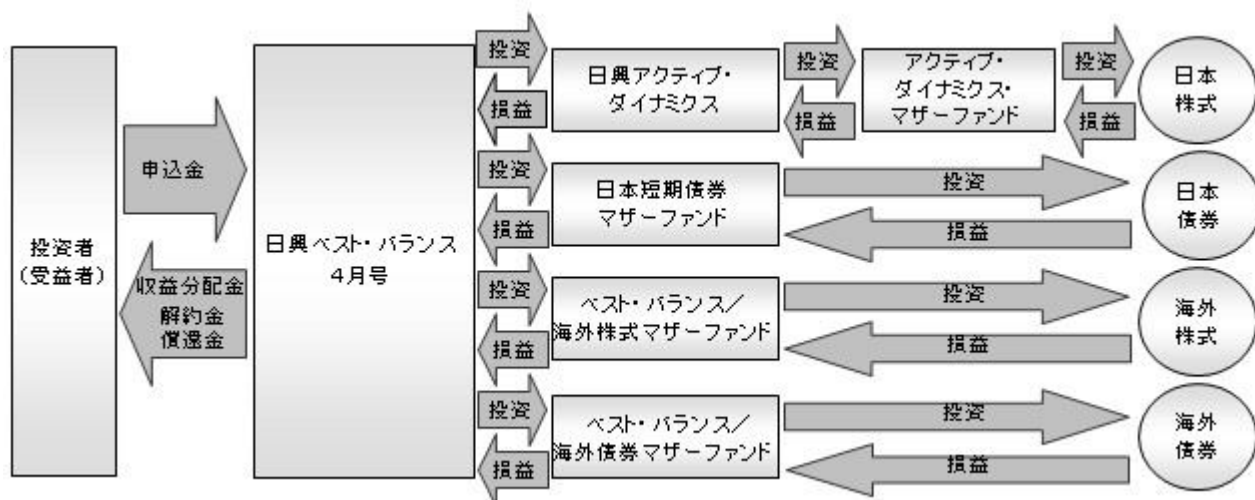 投資者
(受益者)
申込金
収益分配金
解約金
償還金
日興ベスト・バランス
4月号
投資
損益
日興アクティブ・
ダイナミクス
投資
損益
アクティブ・
ダイナミクス・
マザーファンド
投資
損益
日本
株式
投資
損益
日本短期債券
マザーファンド
投資
損益
日本
債券
投資
損益
ベスト・バランス/
海外株式マザーファンド
投資
損益
海外
株式
投資
損益
ベスト・バランス/
海外債券マザーファンド
投資
損益
海外
債券